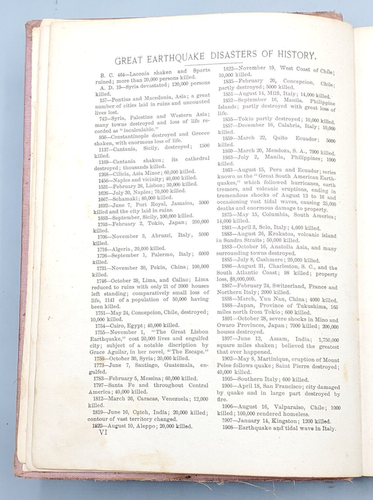 GREAT EARTHQUAKE DISASTERS OF HISTORY.
B. C. 464—Laconia shaken and Sparta
ruined; more than 20,000 persons killed.
A. D. 19—Syria devastated; 120,000 persons
killed.
357—Pontus and Macedonia, Asia; a great
number of cities laid in ruins and uncounted
lives lost.
742—Syria, Palestine and Western Asia;
many towns destroyed and loss of life re-
corded as "incalculable."
936—Constantinople destroyed and Greece
shaken, with enormous loss of life.
1137—Catania, Sicily, destroyed; 1500
killed.
1158—Catania shaken; its cathedral
destroyed; thousands killed.
1268—Cilicia, Asia Minor; 60,000 killed.
1456—Naples and vicinity; 40,000 killed.
1531—February 26, Lisbon; 30,000 killed.
1626—July 30, Naples; 70,000 killed.
1667—Schamaki; 80,000 killed.
1692—June 7, Port Royal, Jamaica, 3000
killed and the city laid in ruins.
1693—September, Sicily, 100,000 killed.
1703—February 2, Tokio, Japan, 200,000
killed.
1706—November 3, Abruzzi, Italy, 5000
killed.
1716—Algeria, 20,000 killed.
1726—September 1, Palermo, Italy; 6000
killed.
1731—November 30, Pekin, China; 100,000
killed.
1746—October 28, Lima, and Callao; Lima
reduced to ruins with only 21 of 3000 houses
left standing; comparatively small loss of
life, 1141 of a population of 50,000 having
been killed.
1751—May 24, Concepcion, Chile, destroyed;
10,000 killed.
1754—Cairo, Egypt; 40,000 killed.
1755—November 1, "The Great Lisbon
Earthquake," cost 50,000 lives and engulfed
city; subject of a notable discription by
Grace Aguilar, in her novel, "The Escape."
1759—October 30, Syria; 20,000 killed.
1773—June 7, Santiago, Guatemala, en-
gulfed.
1783—February 5, Messina; 60,000 killed.
1797—Santa Fe and throughout Central
America; 40,000 killed.
1812—March 26, Caracas, Venezuela; 12,000
killed.
1819—June 16, Cutch, India; 20,000 killed;
contour of vast territory changed.
1822—August 10, Aleppo; 20,000 killed.
VI
1822—November 19, West Coast of Chile;
10,000 killed.
1835—February 20, Concepcion, Chile,
partly destroyed; 5000 killed.
1851—August 14, Milfi, Italy; 14,000 killed.
1852—September 16, Manila, Philippine
Islands; partly destroyed with great loss of
life.
1855—Tokio partly destroyed; 10,000 killed.
1857—December 16, Calabria, Italy; 10,000
killed.
1859—March 22, Quito Ecuador; 5000
killed.
1860—March 20, Mendoza, S. A., 7000 killed.
1863—July 2, Manila, Philippines; 1000
killed.
1868—August 15, Peru and Ecuador; series
known as the "Great South American Earth-
quakes," which followed hurricanes, earth
tremors, and volcanic eruptions, ending in
disastrous shocks of August 13 to 16 and
occasioning vast tidal waves, causing 25,000
deaths and enormous damage to property.
1875—May 15, Columbia, South America;
14,000 killed.
1881—April 3, Scio, Italy; 4,000 killed.
1883—August 28, Krakaton, volcanic island
in Sundra Straits; 50,000 killed.
1883—October 10, Anatolia, Asia, and many
surrounding towns destroyed.
1885—July 9, Cashmere; 20,000 killed.
1886—August 31, Charleston, S. C., and the
South Atlantic Coast; 98 killed; property
loss, $8,000,000.
1887—February 24, Switzerland, France and
Northern Italy; 2000 killed.
1888—March, Yun Nan, China; 4000 killed.
1888—Japan, Province of Tukushima, 166
miles north from Tokio; 600 killed.
1891—October 28, severe shock in Mino and
Oware Provinces, Japan; 7000 killed; 200,000
homes destroyed.
1897—June 12, Assam, India; 1,750,000
square miles shaken; believed the greatest
that ever happened.
1902—May 8, Martinique, eruption of Mount
Pelee follows quake; Saint Pierre destroyed;
40,000 killed.
1905—Southern Italy; 600 killed.
1906—April 18, San Francisco; city damaged
by quake and in large part destroyed by
fire.
1906—August 16, Valparaiso, Chile; 1000
killed; 100,000 rendered homeless.
1907—January 14, Kingston; 1200 killed.
1908—Earthquake and tidal wave in Italy.